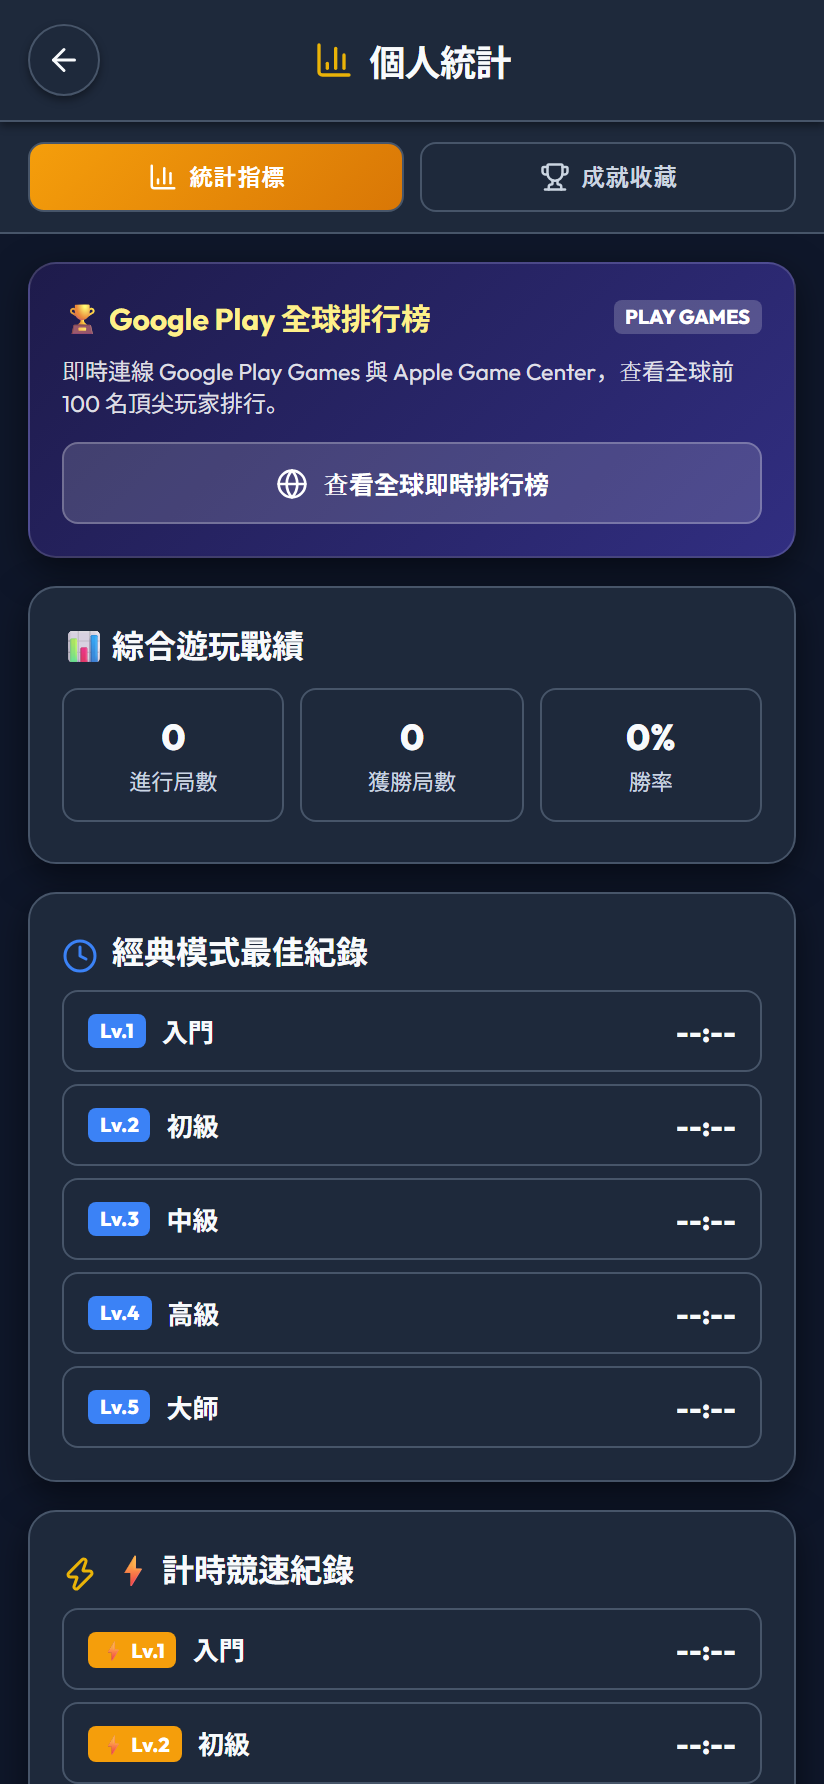 個人統計
統計指標
成就收藏
Google Play 全球排行榜
PLAY GAMES
即時連線 Google Play Games 與 Apple Game Center，查看全球前
100 名頂尖玩家排行。
查看全球即時排行榜
綜合遊玩戰績
0
進行局數
0
獲勝局數
0%
勝率
經典模式最佳紀錄
Lv.1 入門 --:--
Lv.2 初級 --:--
Lv.3 中級 --:--
Lv.4 高級 --:--
Lv.5 大師 --:--
⚡ 計時競速紀錄
⚡ Lv.1 入門 --:--
⚡ Lv.2 初級 --:--